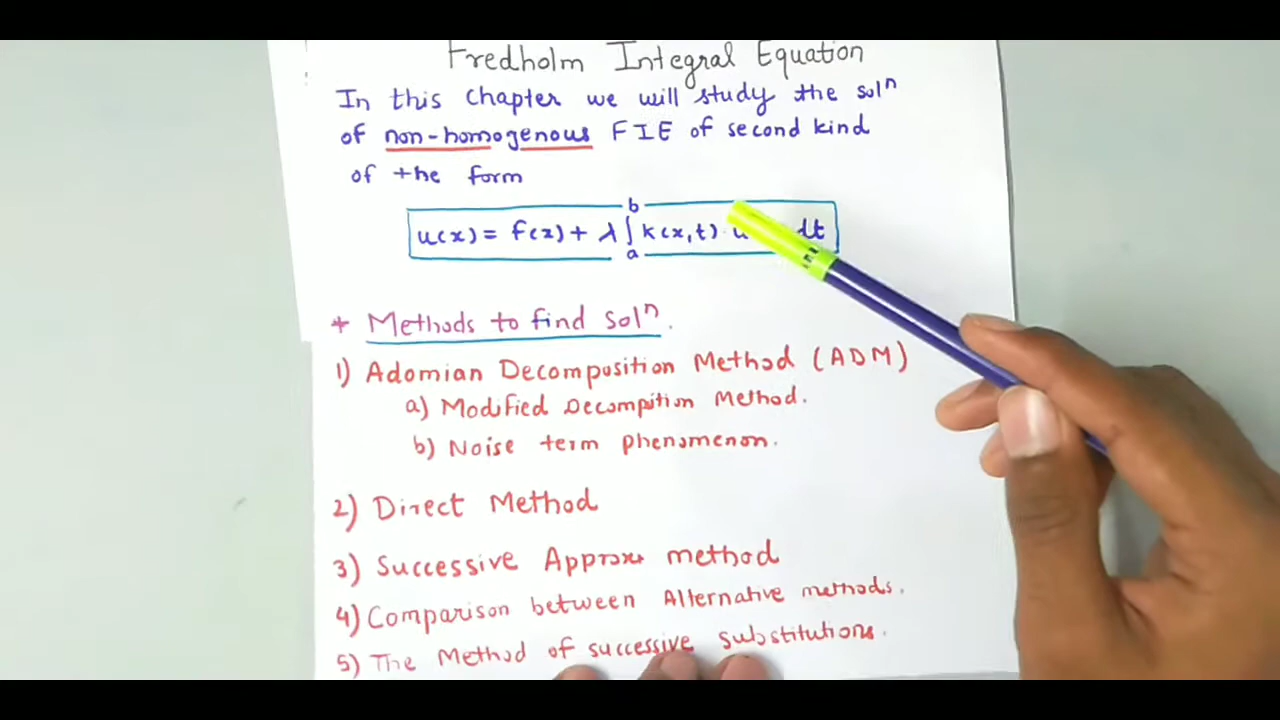 Fredholm Integral Equation
In this chapter we will study the solⁿ
of non-homogenous FIE of second kind
of the form
b
u(x) = f(x) + λ ∫ k(x,t) · u dt
a
* Methods to find solⁿ.
1) Adomian Decomposition Method (ADM)
a) Modified Decompition Method.
b) Noise term phenomenon.
2) Direct Method
3) Successive Approx method
4) Comparison between Alternative methods.
5) The Method of successive substitutions.